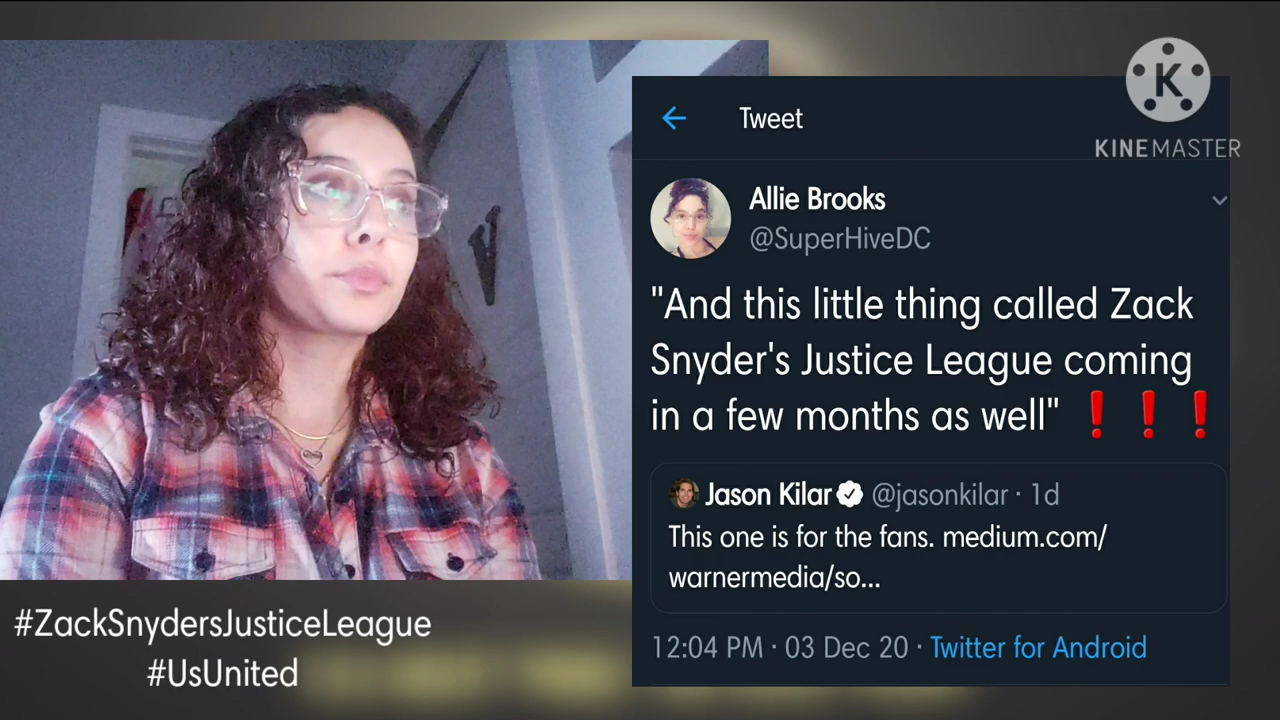 K
KINEMASTER
Tweet
Allie Brooks
@SuperHiveDC
"And this little thing called Zack
Snyder's Justice League coming
in a few months as well" ❗❗❗
Jason Kilar @jasonkilar · 1d
This one is for the fans. medium.com/
warnermedia/so...
12:04 PM · 03 Dec 20 · Twitter for Android
#ZackSnydersJusticeLeague
#UsUnited